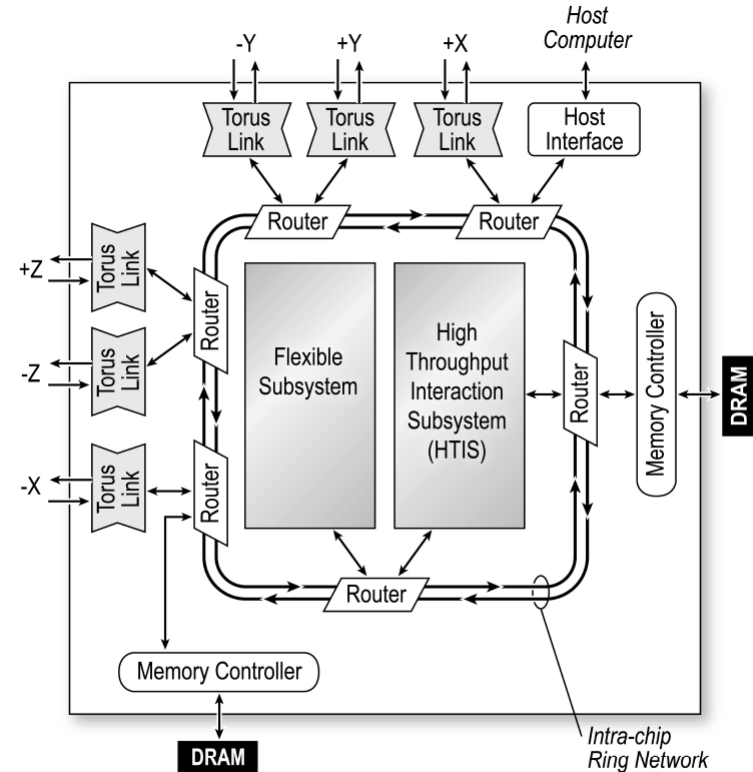 Host
Computer
-Y
+Y
+X
Torus
Link
Torus
Link
Torus
Link
Host
Interface
Router
Router
+Z
Torus
Link
Router
-Z
Torus
Link
-X
Torus
Link
Router
Flexible
Subsystem
High
Throughput
Interaction
Subsystem
(HTIS)
Router
Memory Controller
DRAM
Router
Memory Controller
DRAM
Intra-chip
Ring Network